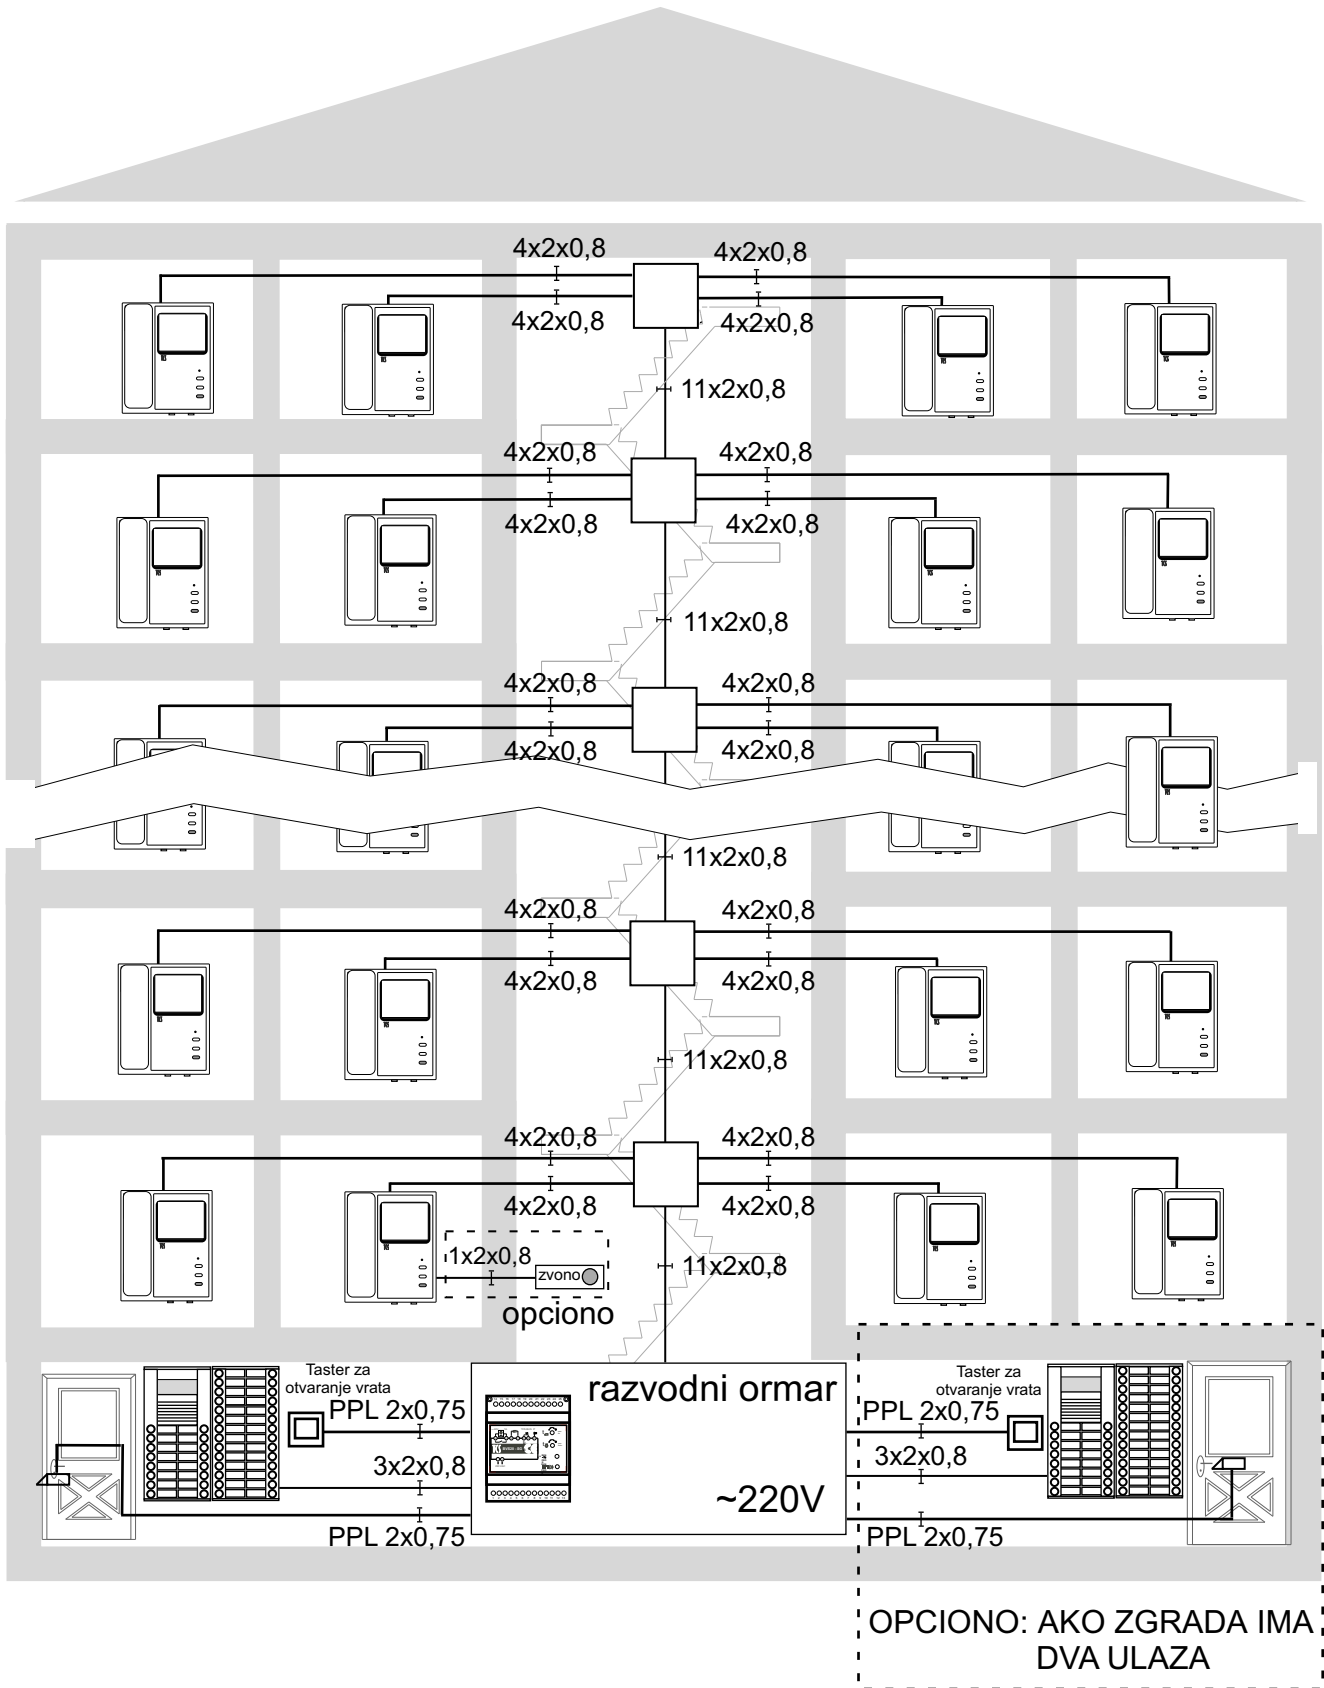 4x2x0,8 4x2x0,8
4x2x0,8 4x2x0,8
11x2x0,8
4x2x0,8 4x2x0,8
4x2x0,8 4x2x0,8
11x2x0,8
4x2x0,8 4x2x0,8
4x2x0,8 4x2x0,8
11x2x0,8
4x2x0,8 4x2x0,8
4x2x0,8 4x2x0,8
11x2x0,8
4x2x0,8 4x2x0,8
4x2x0,8 4x2x0,8
1x2x0,8
11x2x0,8
zvono
opciono
Taster za
otvaranje vrata
PPL 2x0,75
3x2x0,8
PPL 2x0,75
razvodni ormar
~220V
Taster za
otvaranje vrata
PPL 2x0,75
3x2x0,8
PPL 2x0,75
OPCIONO: AKO ZGRADA IMA
DVA ULAZA